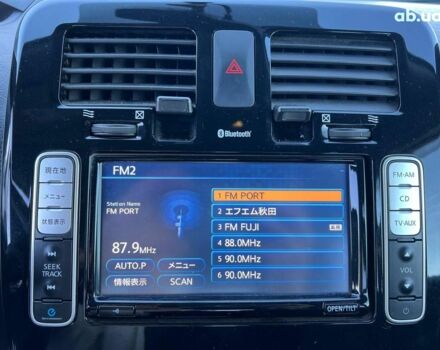 ab.ua
Bluetooth
現在地
メニュー
状態表示
SEEK
TRACK
FM2
Station Name
FM PORT
87.9MHz
AUTO.P
メニュー
情報表示
SCAN
1 FM PORT
2 エフエム秋田
3 FM FUJI
4 88.0MHz
5 90.0MHz
6 90.0MHz
FM·AM
CD
TV·AUX
VOL
OPEN/TILT